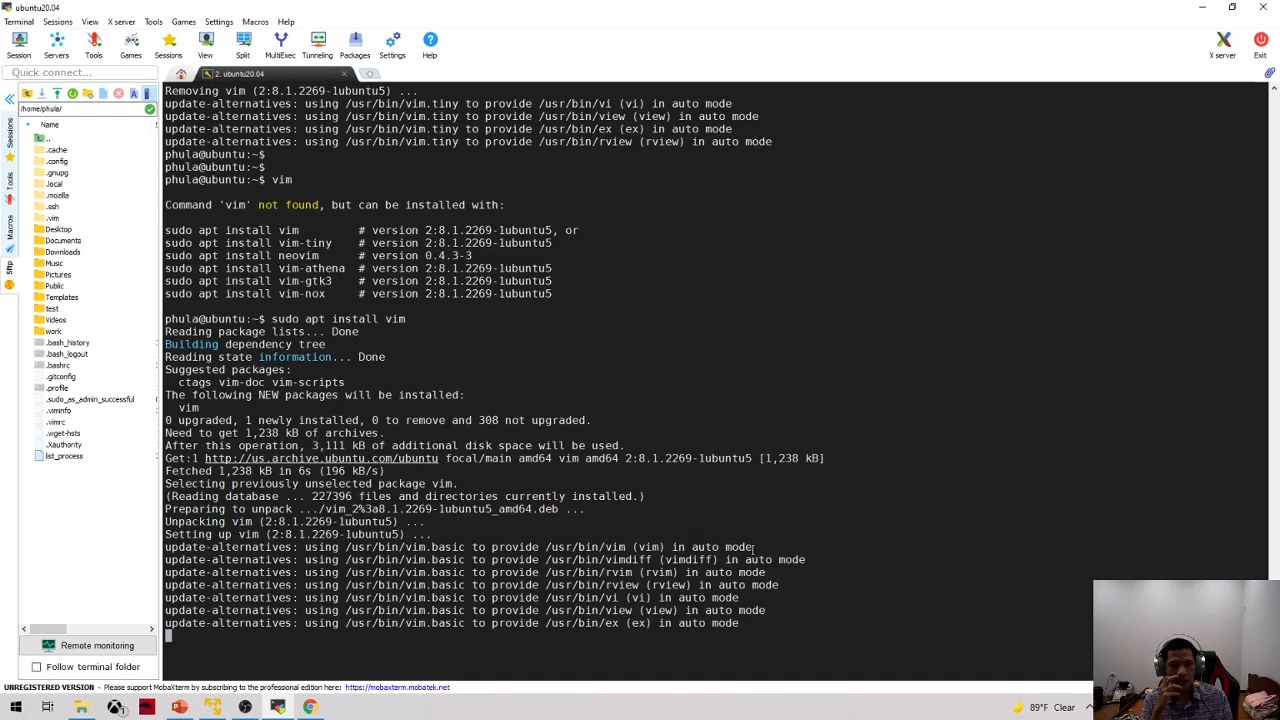 ubuntu20.04
Terminal Sessions View X server Tools Games Settings Macros Help
Session Servers Tools Games Sessions View Split MultiExec Tunneling Packages Settings Help X server Exit
Quick connect...
2. ubuntu20.04
/home/phula/
Name
..
.cache
.config
.gnupg
.local
.mozilla
.ssh
.vim
Desktop
Documents
Downloads
Music
Pictures
Public
Templates
test
Videos
work
.bash_history
.bash_logout
.bashrc
.gitconfig
.profile
.sudo_as_admin_successful
.viminfo
.vimrc
.wget-hsts
.Xauthority
list_process
Sessions
Tools
Macros
Sftp
Remote monitoring
Follow terminal folder
Removing vim (2:8.1.2269-1ubuntu5) ...
update-alternatives: using /usr/bin/vim.tiny to provide /usr/bin/vi (vi) in auto mode
update-alternatives: using /usr/bin/vim.tiny to provide /usr/bin/view (view) in auto mode
update-alternatives: using /usr/bin/vim.tiny to provide /usr/bin/ex (ex) in auto mode
update-alternatives: using /usr/bin/vim.tiny to provide /usr/bin/rview (rview) in auto mode
phula@ubuntu:~$
phula@ubuntu:~$
phula@ubuntu:~$ vim
Command 'vim' not found, but can be installed with:
sudo apt install vim # version 2:8.1.2269-1ubuntu5, or
sudo apt install vim-tiny # version 2:8.1.2269-1ubuntu5
sudo apt install neovim # version 0.4.3-3
sudo apt install vim-athena # version 2:8.1.2269-1ubuntu5
sudo apt install vim-gtk3 # version 2:8.1.2269-1ubuntu5
sudo apt install vim-nox # version 2:8.1.2269-1ubuntu5
phula@ubuntu:~$ sudo apt install vim
Reading package lists... Done
Building dependency tree
Reading state information... Done
Suggested packages:
ctags vim-doc vim-scripts
The following NEW packages will be installed:
vim
0 upgraded, 1 newly installed, 0 to remove and 308 not upgraded.
Need to get 1,238 kB of archives.
After this operation, 3,111 kB of additional disk space will be used.
Get:1 http://us.archive.ubuntu.com/ubuntu focal/main amd64 vim amd64 2:8.1.2269-1ubuntu5 [1,238 kB]
Fetched 1,238 kB in 6s (196 kB/s)
Selecting previously unselected package vim.
(Reading database ... 227396 files and directories currently installed.)
Preparing to unpack .../vim_2%3a8.1.2269-1ubuntu5_amd64.deb ...
Unpacking vim (2:8.1.2269-1ubuntu5) ...
Setting up vim (2:8.1.2269-1ubuntu5) ...
update-alternatives: using /usr/bin/vim.basic to provide /usr/bin/vim (vim) in auto mode
update-alternatives: using /usr/bin/vim.basic to provide /usr/bin/vimdiff (vimdiff) in auto mode
update-alternatives: using /usr/bin/vim.basic to provide /usr/bin/rvim (rvim) in auto mode
update-alternatives: using /usr/bin/vim.basic to provide /usr/bin/rview (rview) in auto mode
update-alternatives: using /usr/bin/vim.basic to provide /usr/bin/vi (vi) in auto mode
update-alternatives: using /usr/bin/vim.basic to provide /usr/bin/view (view) in auto mode
update-alternatives: using /usr/bin/vim.basic to provide /usr/bin/ex (ex) in auto mode
UNREGISTERED VERSION - Please support MobaXterm by subscribing to the professional edition here: https://mobaxterm.mobatek.net
89°F Clear